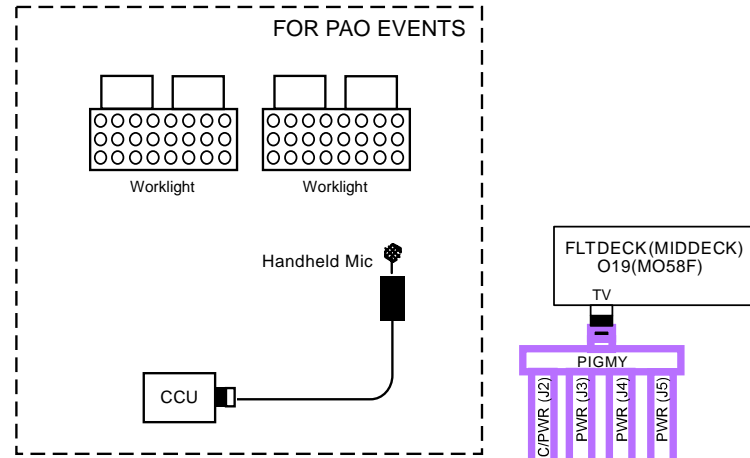 FOR PAO EVENTS
Worklight
Worklight
Handheld Mic
CCU
FLTDECK(MIDDECK)
O19(MO58F)
TV
PIGMY
C/PWR (J2)
PWR (J3)
PWR (J4)
PWR (J5)